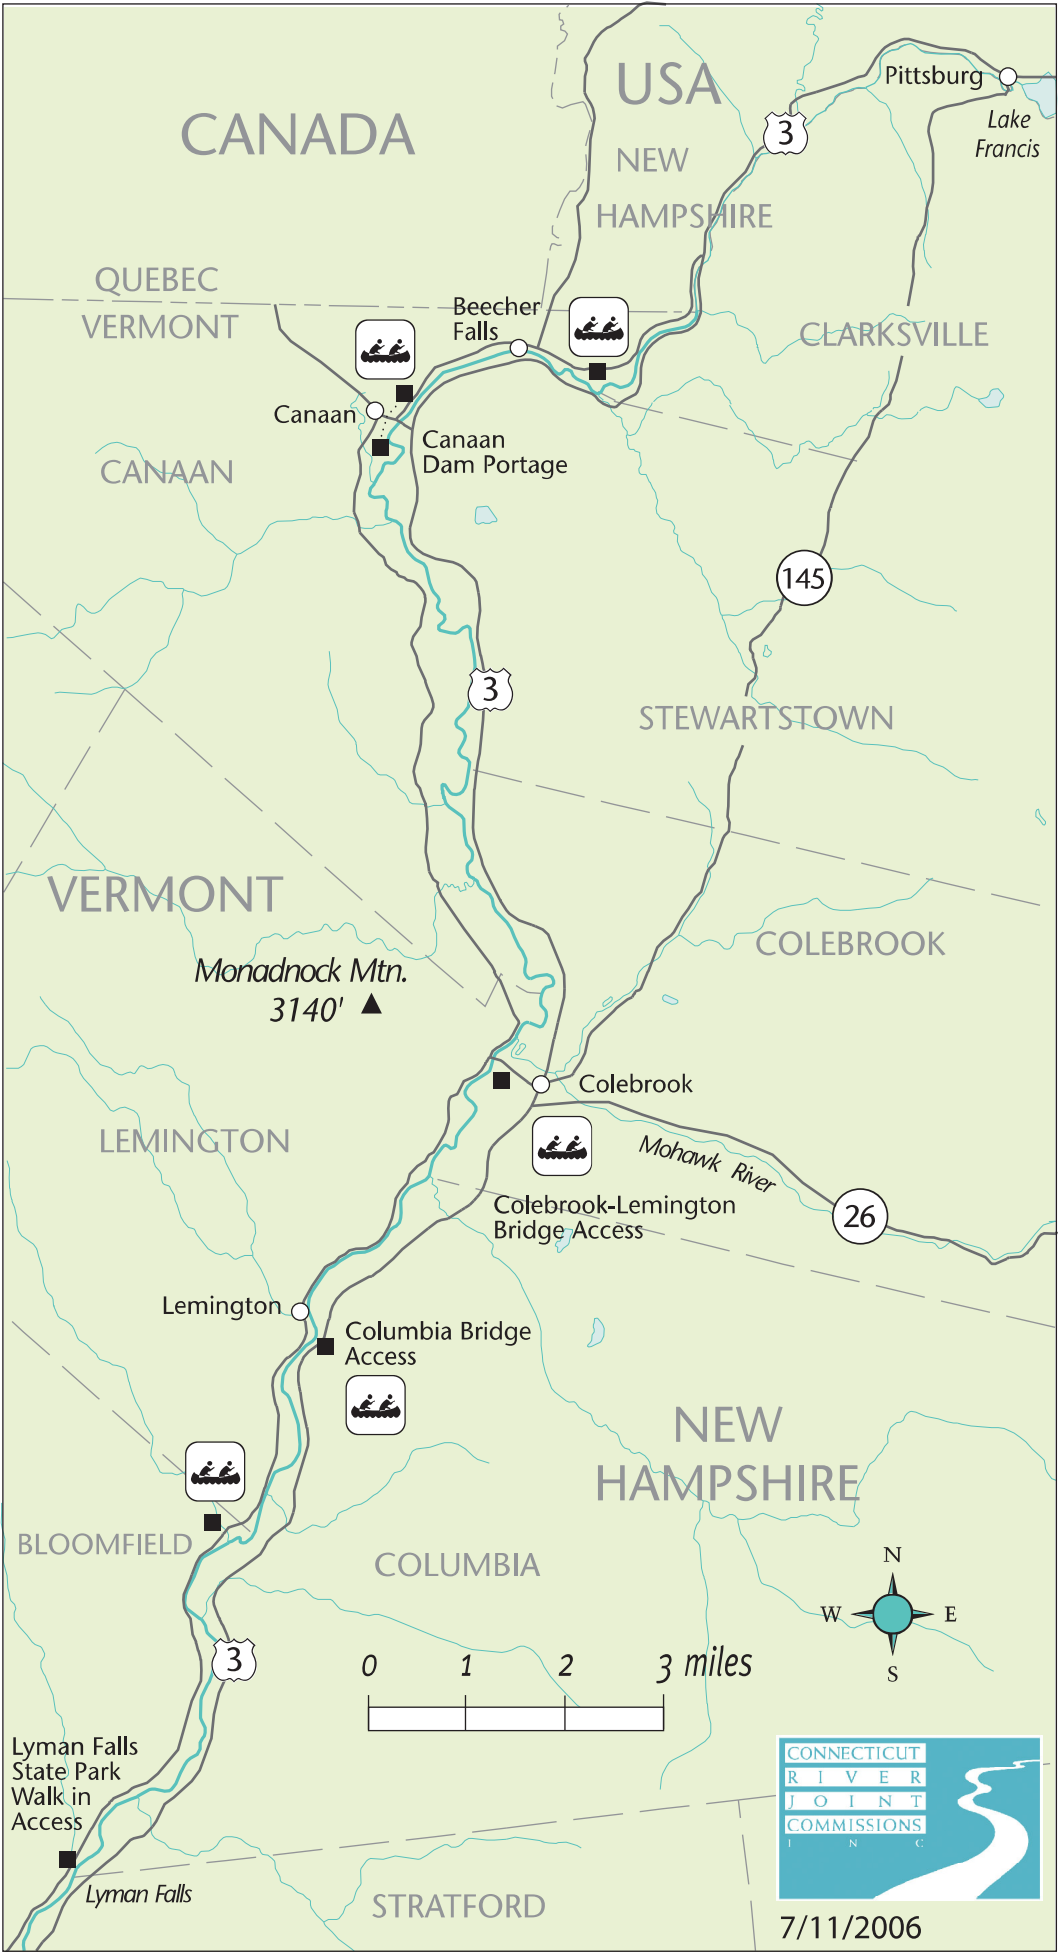 USA
Pittsburg
CANADA
3
Lake
Francis
NEW
HAMPSHIRE
QUEBEC
VERMONT
Beecher
Falls
CLARKSVILLE
Canaan
Canaan
Dam Portage
CANAAN
145
3
STEWARTSTOWN
VERMONT
COLEBROOK
Monadnock Mtn.
3140'
Colebrook
LEMINGTON
Mohawk River
Colebrook-Lemington
Bridge Access
26
Lemington
Columbia Bridge
Access
NEW
HAMPSHIRE
BLOOMFIELD
COLUMBIA
N
W E
S
3
0 1 2 3 miles
Lyman Falls
State Park
Walk in
Access
CONNECTICUT
RIVER
JOINT
COMMISSIONS
INC
Lyman Falls
STRATFORD
7/11/2006